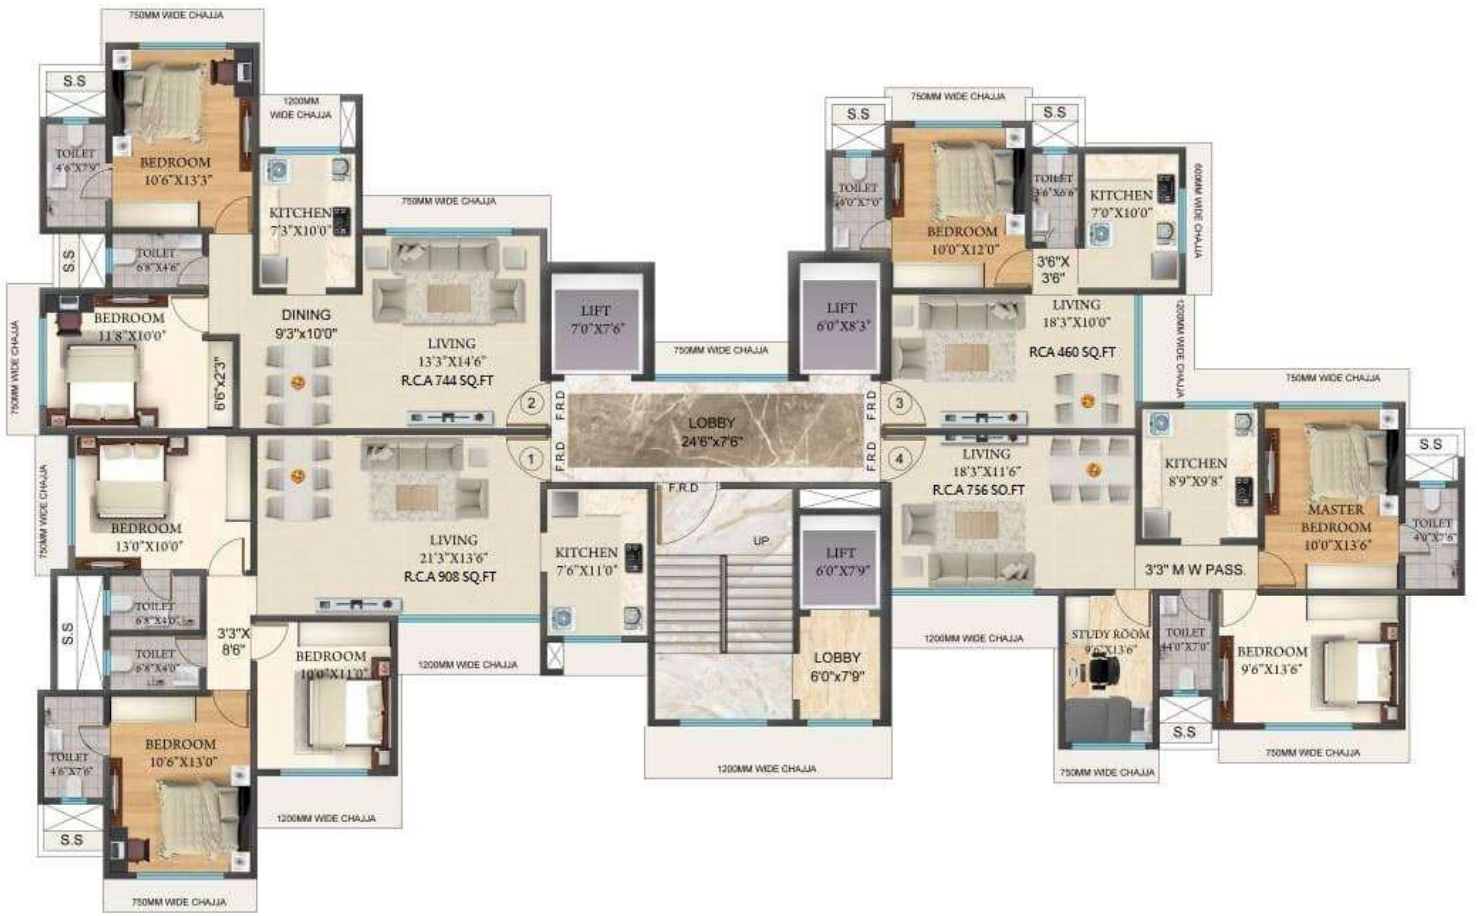 750MM WIDE CHAJJA
S.S
TOILET
4'6"X7'9"
BEDROOM
10'6"X13'3"
1200MM
WIDE CHAJJA
KITCHEN
7'3"X10'0"
750MM WIDE CHAJJA
S.S
TOILET
6'8"X4'6"
BEDROOM
11'8"X10'0"
750MM WIDE CHAJJA
6'6"x2'3"
DINING
9'3"x10'0"
LIVING
13'3"X14'6"
R.C.A 744 SQ.FT
2
F.R.D
LIFT
7'0"X7'6"
750MM WIDE CHAJJA
LIFT
6'0"X8'3"
LOBBY
24'6"x7'6"
S.S
TOILET
4'0"X7'0"
750MM WIDE CHAJJA
BEDROOM
10'0"X12'0"
S.S
TOILET
3'6"X6'6"
KITCHEN
7'0"X10'0"
600MM WIDE CHAJJA
3'6"X
3'6"
LIVING
18'3"X10'0"
RCA 460 SQ.FT
1200MM WIDE CHAJJA
3
F.R.D
750MM WIDE CHAJJA
BEDROOM
13'0"X10'0"
TOILET
6'8"X4'0"
S.S
TOILET
6'8"X4'0"
3'3"X
8'6"
BEDROOM
10'0"X11'0"
TOILET
4'6"X7'6"
S.S
BEDROOM
10'6"X13'0"
750MM WIDE CHAJJA
1200MM WIDE CHAJJA
LIVING
21'3"X13'6"
R.C.A 908 SQ.FT
1
F.R.D
1200MM WIDE CHAJJA
KITCHEN
7'6"X11'0"
F.R.D
UP
LIFT
6'0"X7'9"
LOBBY
6'0"x7'9"
1200MM WIDE CHAJJA
4
F.R.D
LIVING
18'3"X11'6"
R.C.A 756 SQ.FT
1200MM WIDE CHAJJA
750MM WIDE CHAJJA
KITCHEN
8'9"X9'8"
MASTER
BEDROOM
10'0"X13'6"
S.S
TOILET
4'0"X7'6"
3'3" M W PASS.
STUDY ROOM
9'6"X13'6"
TOILET
4'0"X7'0"
S.S
BEDROOM
9'6"X13'6"
750MM WIDE CHAJJA
750MM WIDE CHAJJA